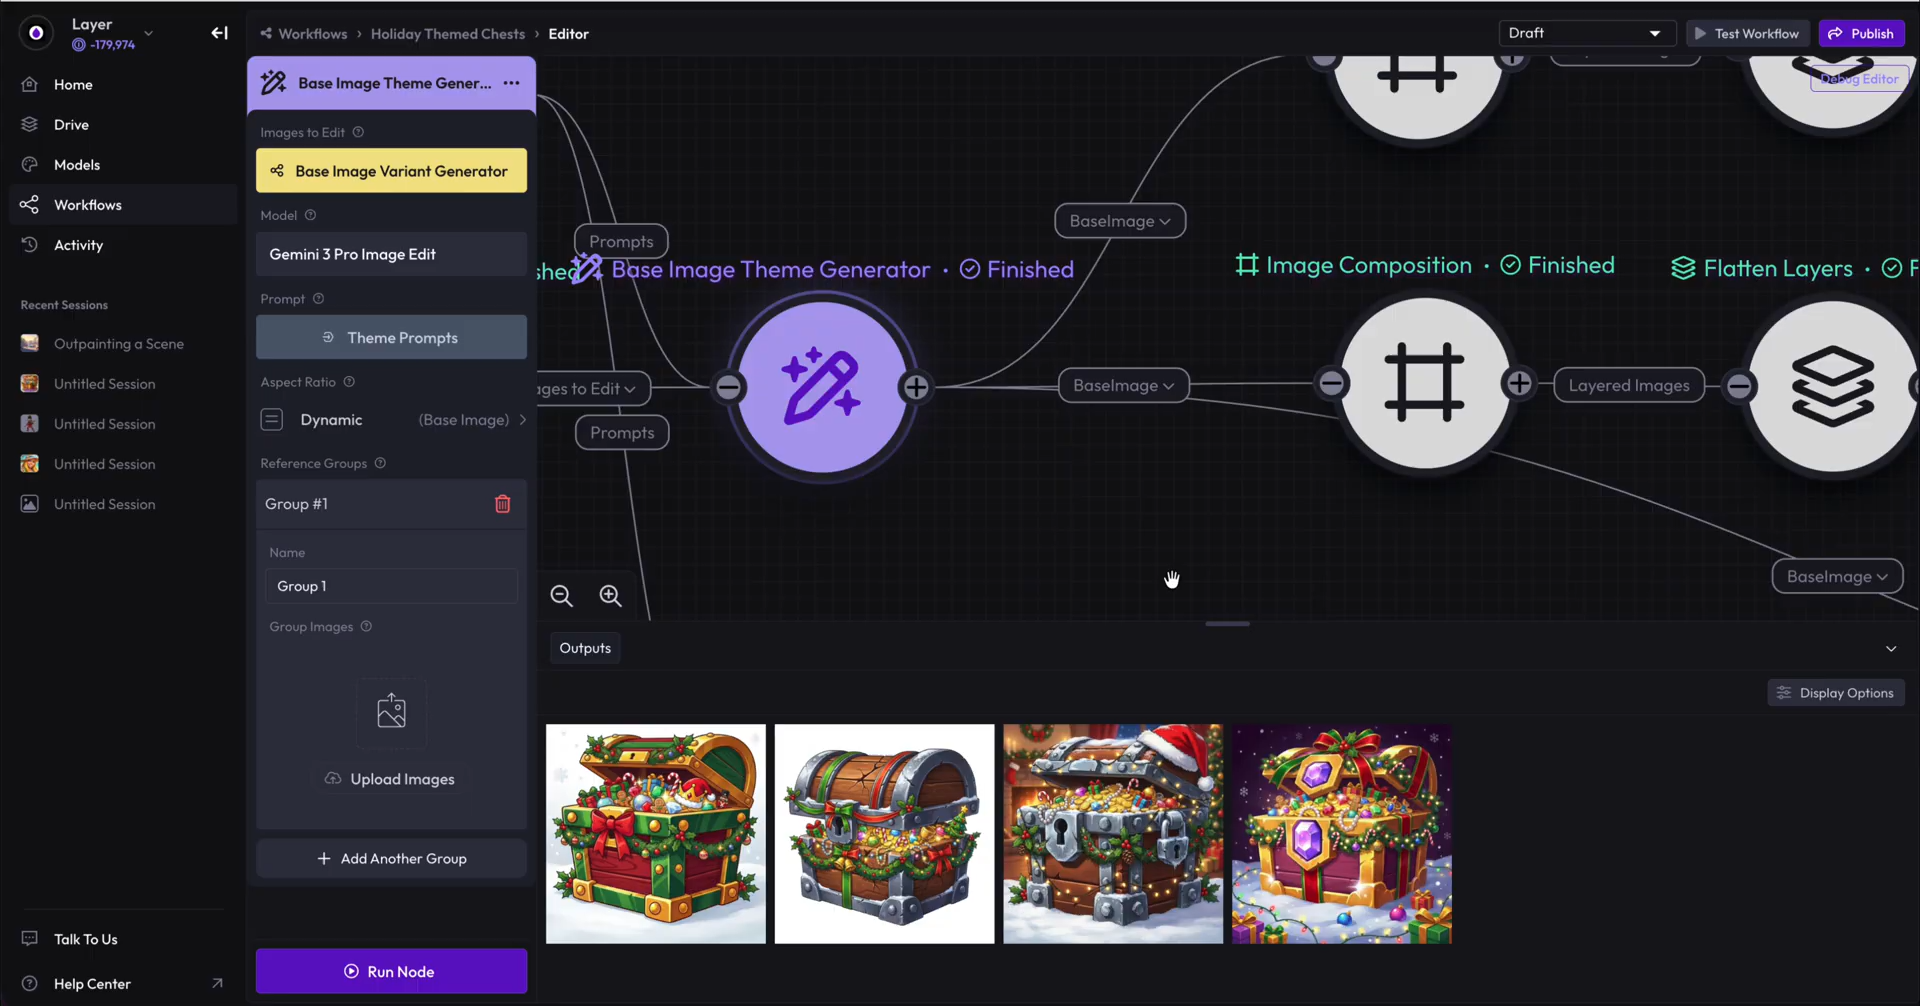 Layer
-179,974
Home
Drive
Models
Workflows
Activity
Recent Sessions
Outpainting a Scene
Untitled Session
Untitled Session
Untitled Session
Untitled Session
Talk To Us
Help Center
Workflows › Holiday Themed Chests › Editor
Draft
Test Workflow
Publish
Debug Editor
Base Image Theme Gener...
Images to Edit
Base Image Variant Generator
Model
Gemini 3 Pro Image Edit
Prompt
Theme Prompts
Aspect Ratio
Dynamic (Base Image)
Reference Groups
Group #1
Name
Group 1
Group Images
Upload Images
Add Another Group
Run Node
Prompts
BaseImage
shed
Base Image Theme Generator · Finished
Image Composition · Finished
Flatten Layers · F
ages to Edit
BaseImage
Layered Images
Prompts
BaseImage
Outputs
Display Options